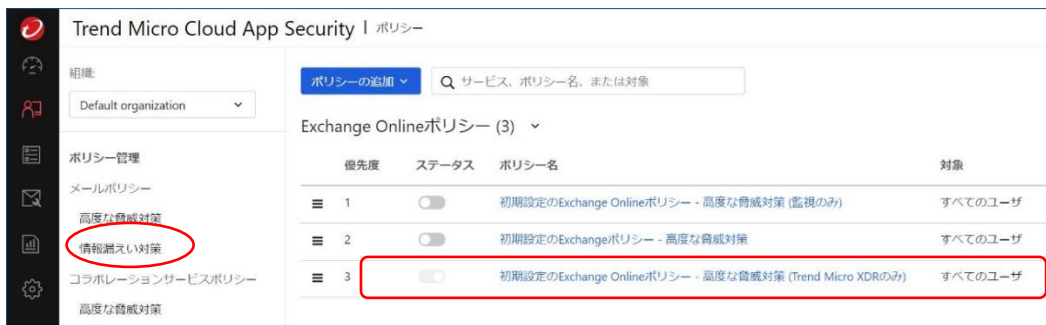 Trend Micro Cloud App Security | ポリシー
組織:
Default organization
ポリシー管理
メールポリシー
高度な脅威対策
情報漏えい対策
コラボレーションサービスポリシー
高度な脅威対策
ポリシーの追加
サービス、ポリシー名、または対象
Exchange Onlineポリシー (3)
優先度 ステータス ポリシー名 対象
1 初期設定のExchange Onlineポリシー - 高度な脅威対策 (監視のみ) すべてのユーザ
2 初期設定のExchangeポリシー - 高度な脅威対策 すべてのユーザ
3 初期設定のExchange Onlineポリシー - 高度な脅威対策 (Trend Micro XDRのみ) すべてのユーザ